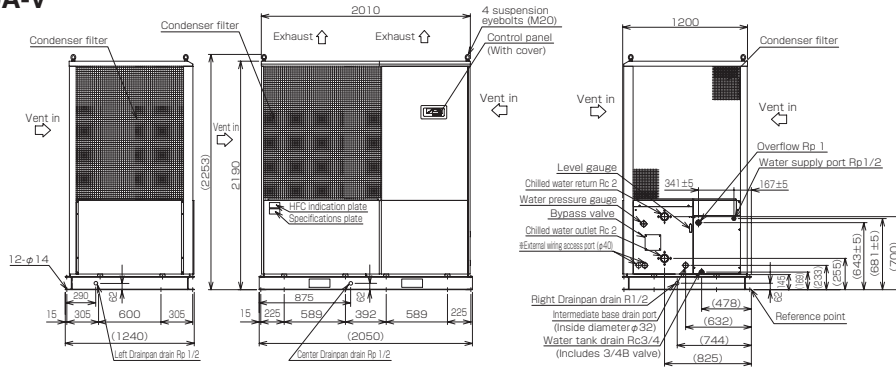 2010
Exhaust
Exhaust
4 suspension
eyebolts (M20)
Control panel
(With cover)
Condenser filter
Condenser filter
Vent in
Vent in
Vent in
(2253)
2190
HFC indication plate
Specifications plate
12-φ14
290
62
15
305
600
305
(1240)
Left Drainpan drain Rp 1/2
875
62
15
225
589
392
589
225
(2050)
Center Drainpan drain Rp 1/2
1200
Condenser filter
Vent in
Vent in
Overflow Rp 1
Water supply port Rp1/2
Level gauge
341±5
167±5
Chilled water return Rc 2
Water pressure gauge
Bypass valve
Chilled water outlet Rc 2
※External wiring access port (φ40)
Right Drainpan drain R1/2
Intermediate base drain port
(Inside diameter φ32)
Water tank drain Rc3/4
(Includes 3/4B valve)
145
62
(169)
(233)
(255)
(643±5)
(681±5)
(700)
(478)
Reference point
(632)
(744)
(825)